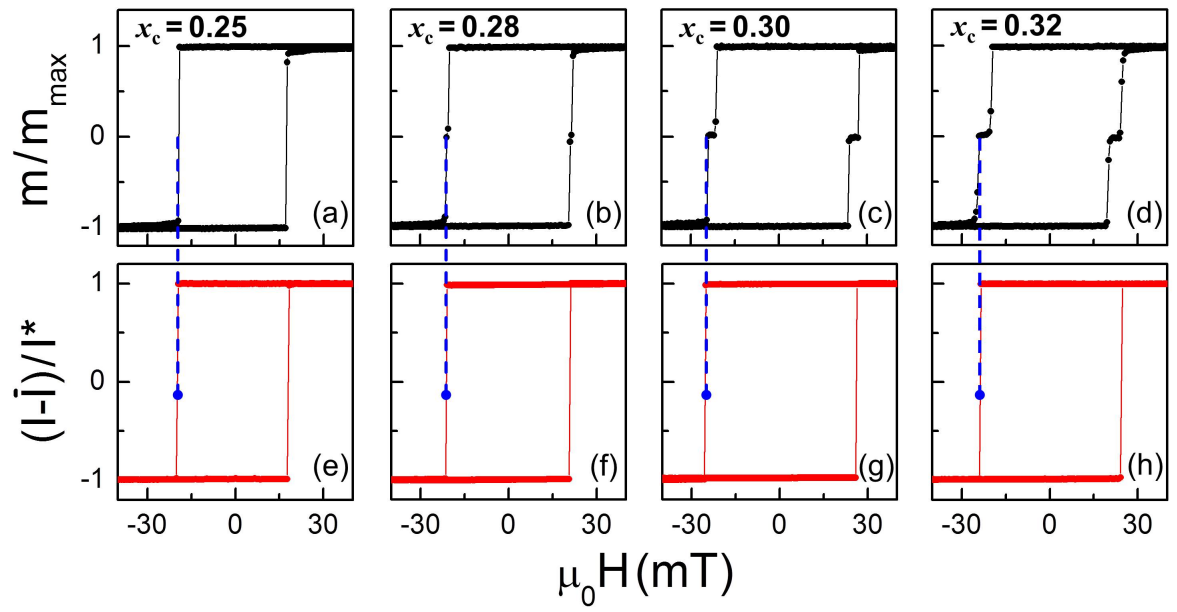 x_c = 0.25 x_c = 0.28 x_c = 0.30 x_c = 0.32
m/m_max
1
0
-1
(a) (b) (c) (d)
(I-Ī)/I*
1
0
-1
(e) (f) (g) (h)
-30 0 30 -30 0 30 -30 0 30 -30 0 30
μ₀H (mT)